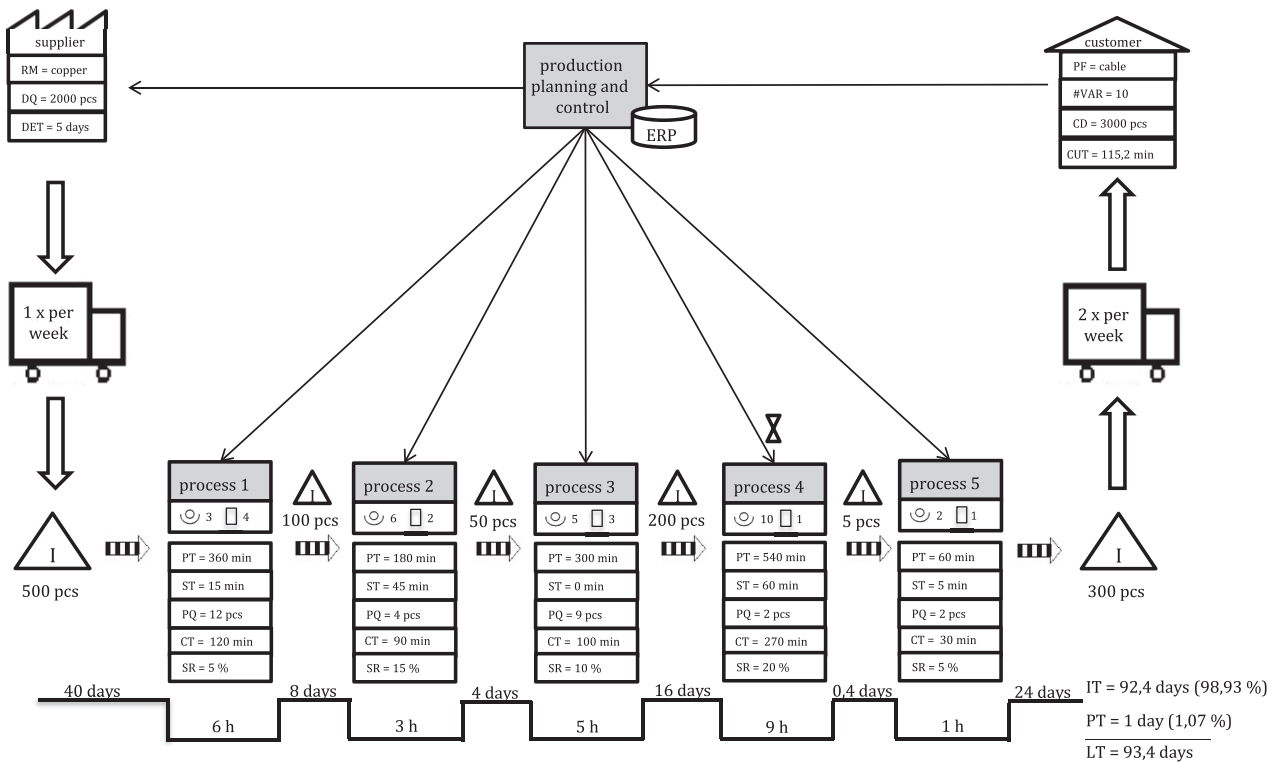 supplier
RM = copper
DQ = 2000 pcs
DET = 5 days
production
planning and
control
ERP
customer
PF = cable
#VAR = 10
CD = 3000 pcs
CUT = 115,2 min
1 x per
week
2 x per
week
I
500 pcs
process 1
3 4
PT = 360 min
ST = 15 min
PQ = 12 pcs
CT = 120 min
SR = 5 %
I
100 pcs
process 2
6 2
PT = 180 min
ST = 45 min
PQ = 4 pcs
CT = 90 min
SR = 15 %
I
50 pcs
process 3
5 3
PT = 300 min
ST = 0 min
PQ = 9 pcs
CT = 100 min
SR = 10 %
I
200 pcs
process 4
10 1
PT = 540 min
ST = 60 min
PQ = 2 pcs
CT = 270 min
SR = 20 %
I
5 pcs
process 5
2 1
PT = 60 min
ST = 5 min
PQ = 2 pcs
CT = 30 min
SR = 5 %
I
300 pcs
40 days
6 h
8 days
3 h
4 days
5 h
16 days
9 h
0,4 days
1 h
24 days
IT = 92,4 days (98,93 %)
PT = 1 day (1,07 %)
LT = 93,4 days